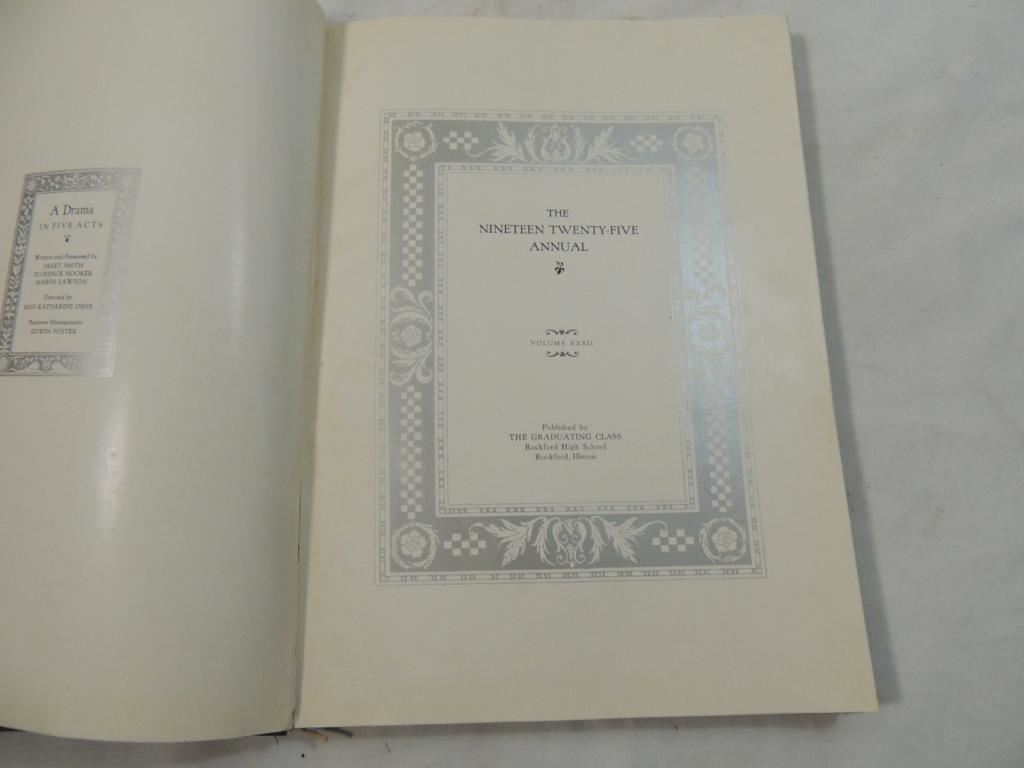 A Drama
IN FIVE ACTS
Written and Presented by
JANET SMITH
FLORENCE HOOKER
MARSH LAWTON
Directed by
MISS KATHARINE OBYE
Business Management
EDWIN FOSTER
THE
NINETEEN TWENTY-FIVE
ANNUAL
VOLUME XXXII
Published by
THE GRADUATING CLASS
Rockford High School
Rockford, Illinois